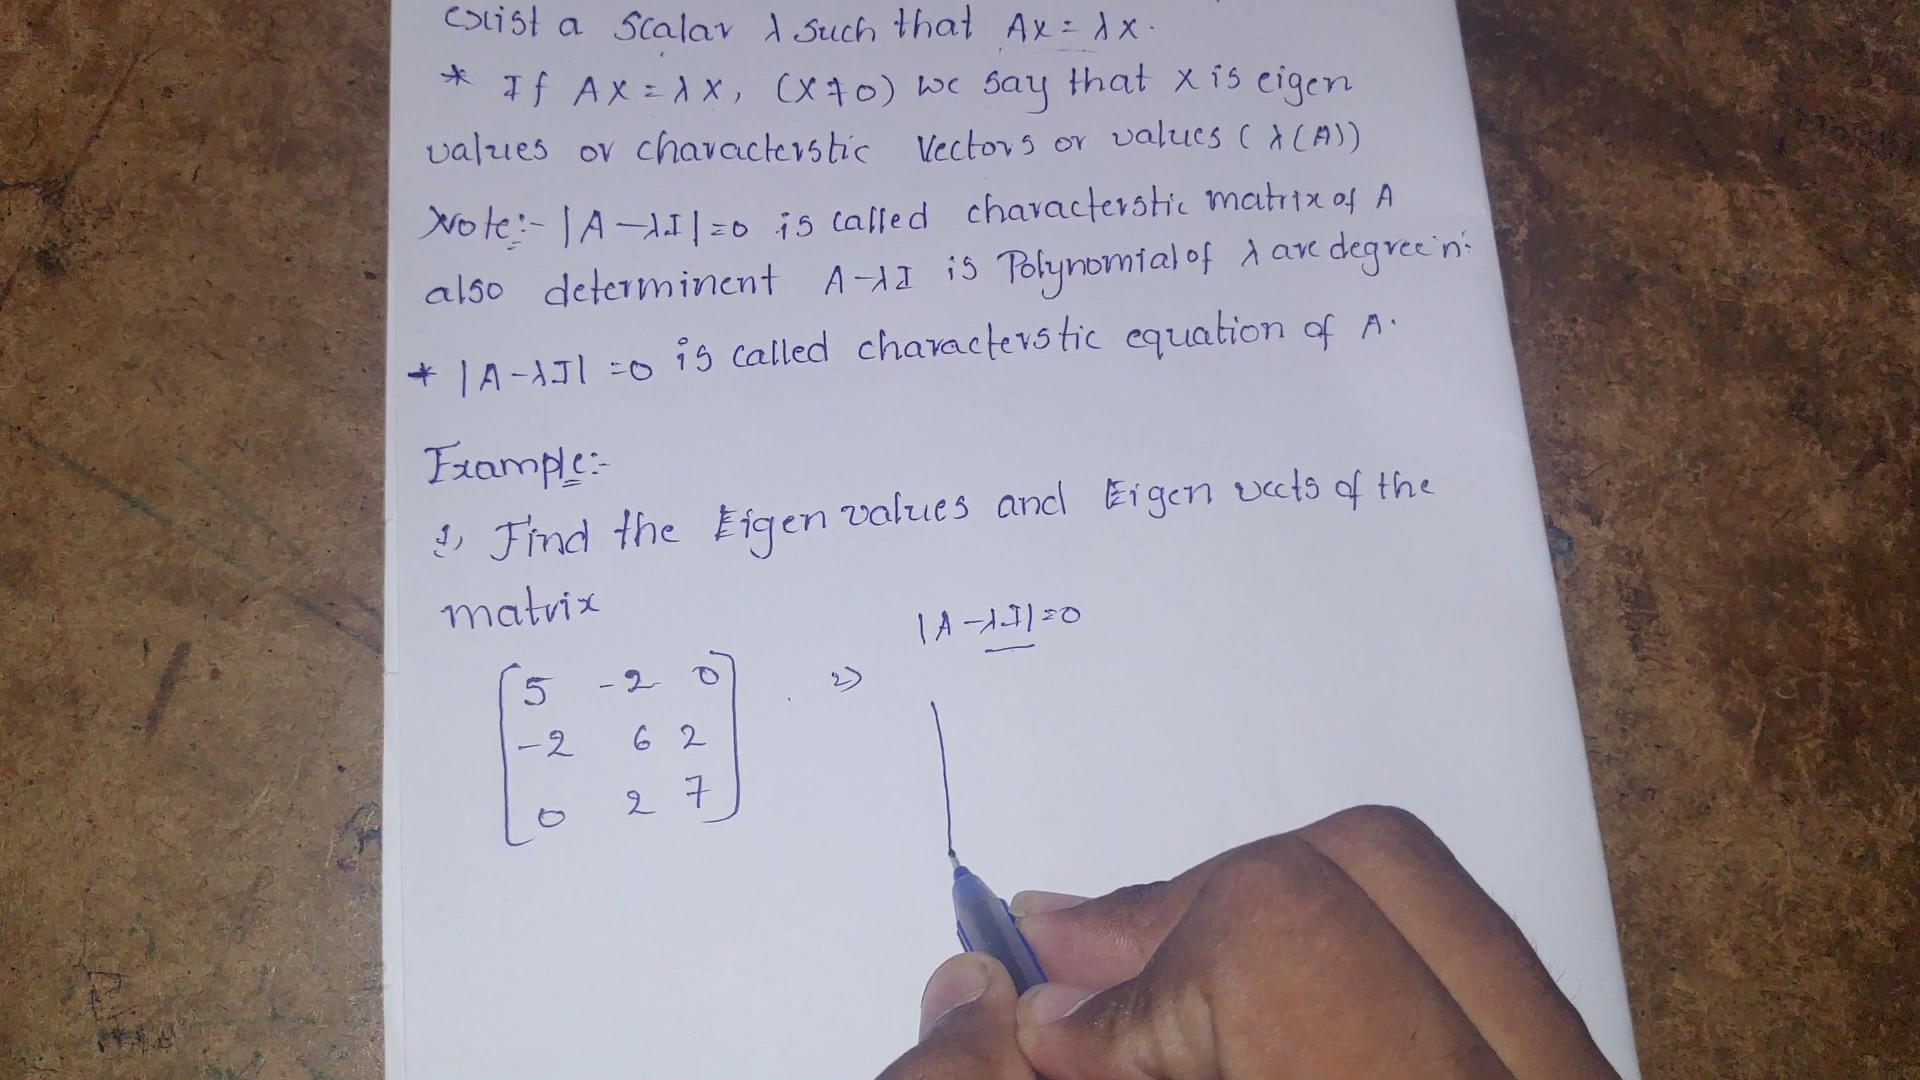 exist a scalar λ such that Ax = λx.
* If AX = λX, (X≠0) we say that x is eigen
values or characterstic vectors or values (λ(A))
Note:- |A-λI|=0 is called characterstic matrix of A
also determinent A-λI is Polynomial of λ are degree 'n'
* |A-λI| =0 is called characterstic equation of A.
Example:-
1, Find the Eigen values and Eigen vects of the
matrix
|A-λI|=0
5 -2 0 ⇒
-2 6 2
0 2 7